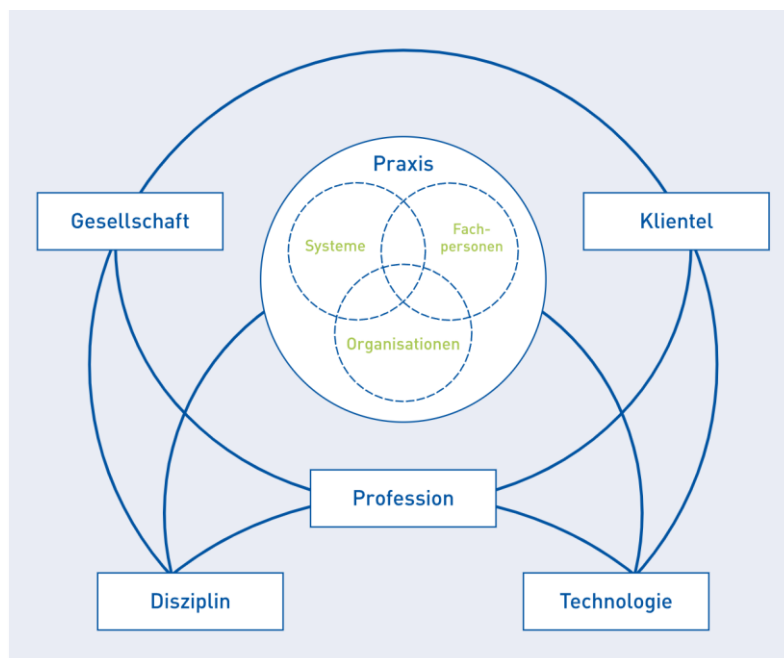 Praxis
Gesellschaft
Klientel
Systeme
Fach-
personen
Organisationen
Profession
Disziplin
Technologie